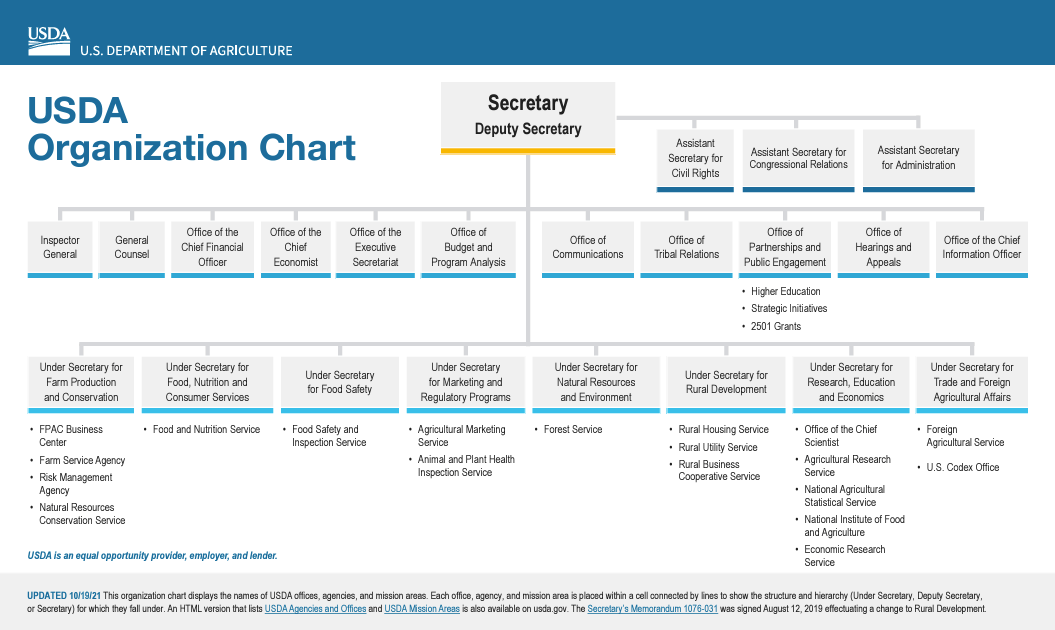 USDA
U.S. DEPARTMENT OF AGRICULTURE
USDA
Organization Chart
Secretary
Deputy Secretary
Assistant
Secretary for
Civil Rights
Assistant Secretary for
Congressional Relations
Assistant Secretary
for Administration
Inspector
General
General
Counsel
Office of the
Chief Financial
Officer
Office of the
Chief
Economist
Office of the
Executive
Secretariat
Office of
Budget and
Program Analysis
Office of
Communications
Office of
Tribal Relations
Office of
Partnerships and
Public Engagement
Office of
Hearings and
Appeals
Office of the Chief
Information Officer
• Higher Education
• Strategic Initiatives
• 2501 Grants
Under Secretary for
Farm Production
and Conservation
Under Secretary for
Food, Nutrition and
Consumer Services
Under Secretary
for Food Safety
Under Secretary
for Marketing and
Regulatory Programs
Under Secretary for
Natural Resources
and Environment
Under Secretary for
Rural Development
Under Secretary for
Research, Education
and Economics
Under Secretary for
Trade and Foreign
Agricultural Affairs
• FPAC Business
Center
• Farm Service Agency
• Risk Management
Agency
• Natural Resources
Conservation Service
• Food and Nutrition Service
• Food Safety and
Inspection Service
• Agricultural Marketing
Service
• Animal and Plant Health
Inspection Service
• Forest Service
• Rural Housing Service
• Rural Utility Service
• Rural Business
Cooperative Service
• Office of the Chief
Scientist
• Agricultural Research
Service
• National Agricultural
Statistical Service
• National Institute of Food
and Agriculture
• Economic Research
Service
• Foreign
Agricultural Service
• U.S. Codex Office
USDA is an equal opportunity provider, employer, and lender.
UPDATED 10/19/21 This organization chart displays the names of USDA offices, agencies, and mission areas. Each office, agency, and mission area is placed within a cell connected by lines to show the structure and hierarchy (Under Secretary, Deputy Secretary,
or Secretary) for which they fall under. An HTML version that lists USDA Agencies and Offices and USDA Mission Areas is also available on usda.gov. The Secretary's Memorandum 1076-031 was signed August 12, 2019 effectuating a change to Rural Development.